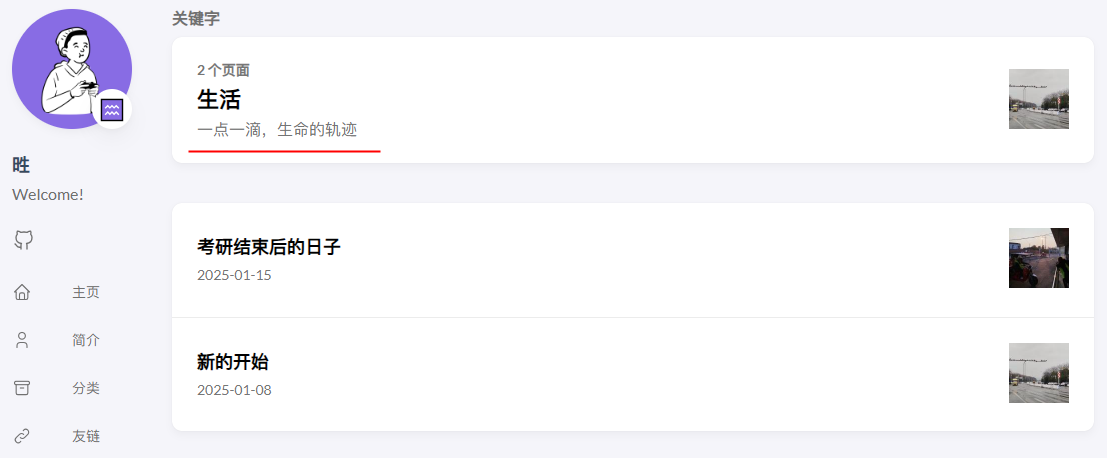 昍
Welcome!
主页
简介
分类
友链
关键字
2 个页面
生活
一点一滴，生命的轨迹
考研结束后的日子
2025-01-15
新的开始
2025-01-08